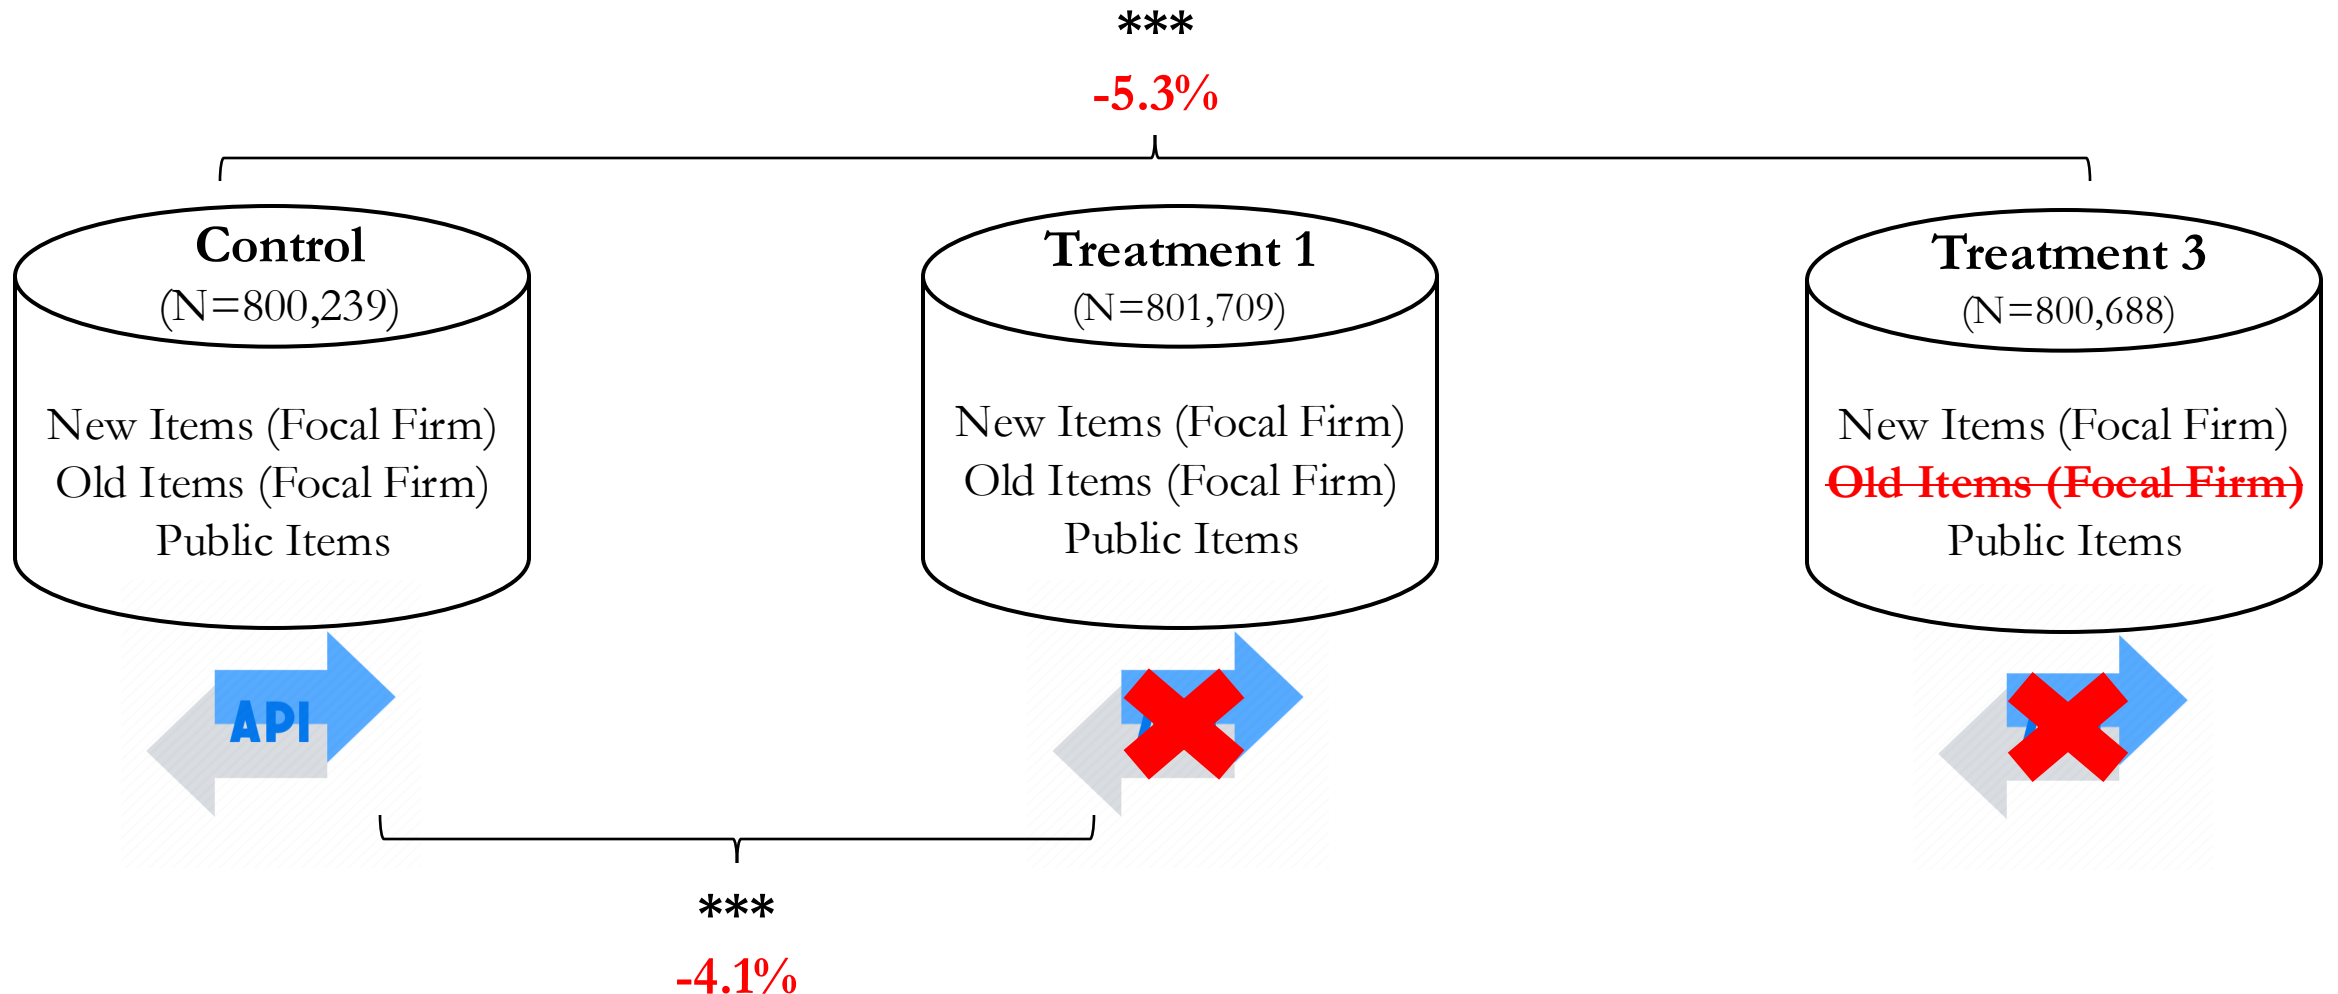 ***
-5.3%
Control
(N=800,239)
New Items (Focal Firm)
Old Items (Focal Firm)
Public Items
API
Treatment 1
(N=801,709)
New Items (Focal Firm)
Old Items (Focal Firm)
Public Items
Treatment 3
(N=800,688)
New Items (Focal Firm)
Old Items (Focal Firm)
Public Items
***
-4.1%